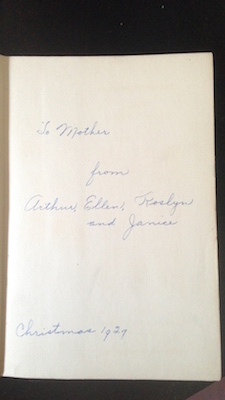 To Mother
from
Arthur, Ellen, Roslyn
and Janice
Christmas 1929